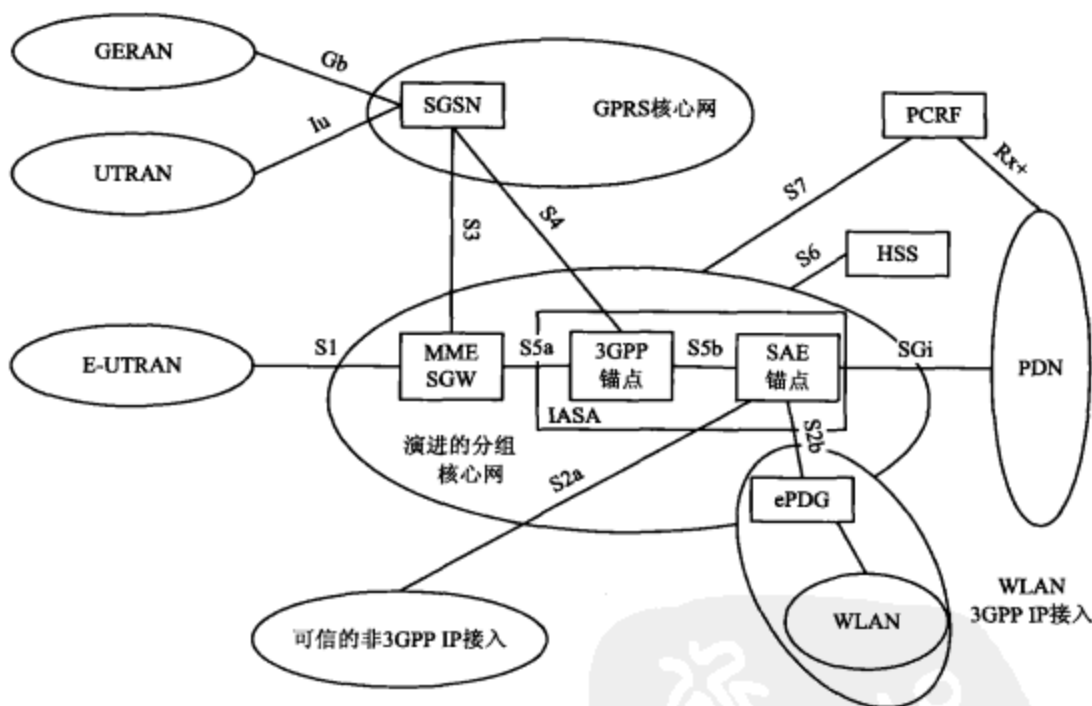 GERAN
Gb
SGSN
GPRS核心网
PCRF
Iu
Rx+
UTRAN
S3
S4
S7
S6
HSS
E-UTRAN
S1
MME
SGW
S5a
3GPP
锚点
S5b
SAE
锚点
SGi
PDN
IASA
演进的分组
核心网
S2a
S2b
ePDG
WLAN
3GPP IP接入
可信的非3GPP IP接入
WLAN